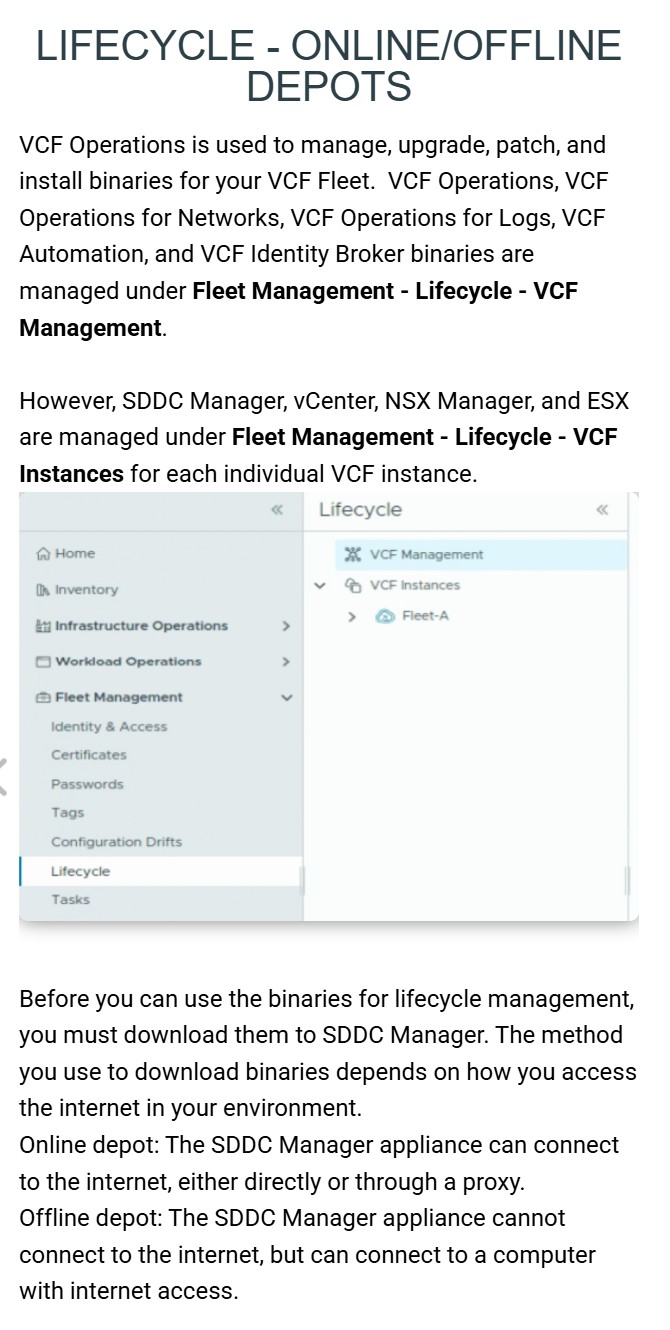 LIFECYCLE - ONLINE/OFFLINE
DEPOTS
VCF Operations is used to manage, upgrade, patch, and
install binaries for your VCF Fleet.  VCF Operations, VCF
Operations for Networks, VCF Operations for Logs, VCF
Automation, and VCF Identity Broker binaries are
managed under Fleet Management - Lifecycle - VCF
Management.
However, SDDC Manager, vCenter, NSX Manager, and ESX
are managed under Fleet Management - Lifecycle - VCF
Instances for each individual VCF instance.
Home
Inventory
Infrastructure Operations
Workload Operations
Fleet Management
Identity & Access
Certificates
Passwords
Tags
Configuration Drifts
Lifecycle
Tasks
Lifecycle
VCF Management
VCF Instances
Fleet-A
Before you can use the binaries for lifecycle management,
you must download them to SDDC Manager. The method
you use to download binaries depends on how you access
the internet in your environment.
Online depot: The SDDC Manager appliance can connect
to the internet, either directly or through a proxy.
Offline depot: The SDDC Manager appliance cannot
connect to the internet, but can connect to a computer
with internet access.